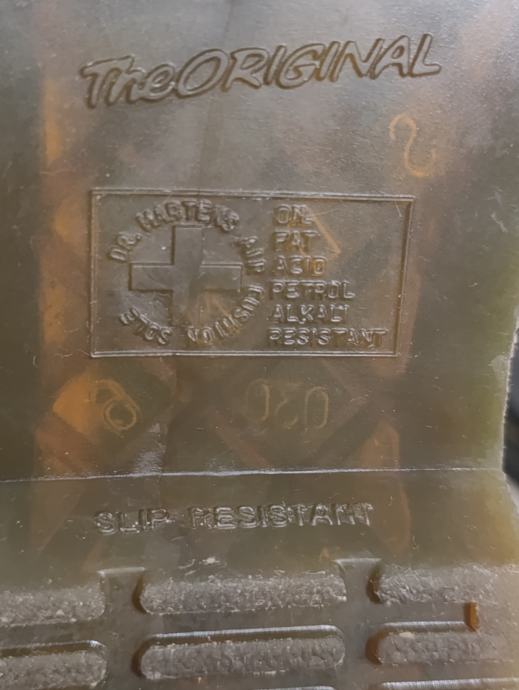 The ORIGINAL
DR. MARTENS AIR CUSHION SOLE
OIL
FAT
ACID
PETROL
ALKALI
RESISTANT
SLIP-RESISTANT